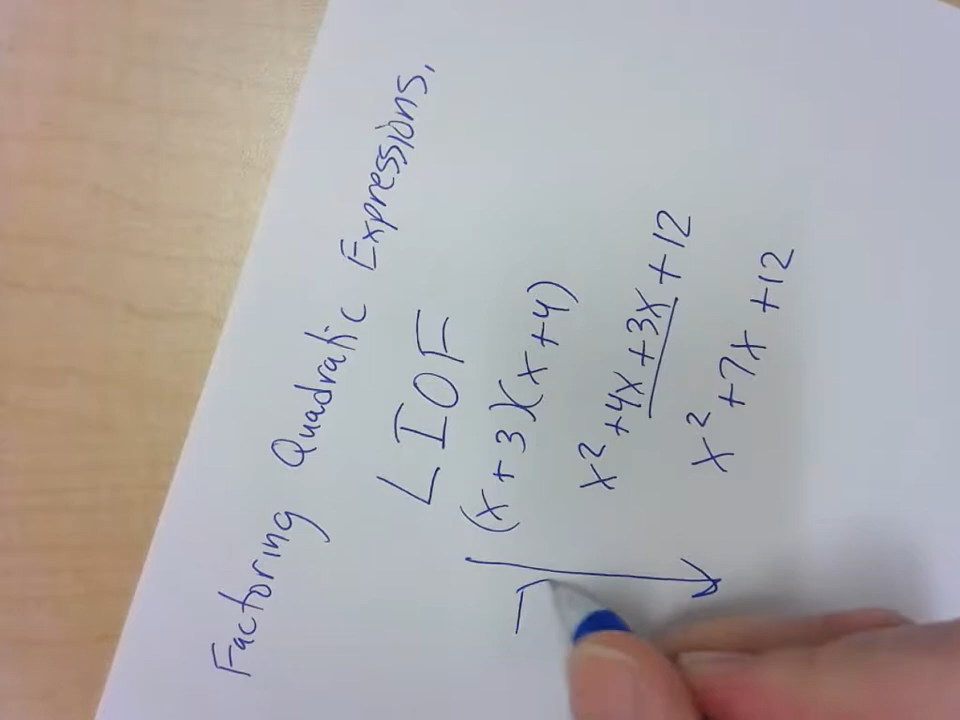 Factoring Quadratic Expressions,
LIOF
(x+3)(x+4)
x²+4x+3x+12
x²+7x+12